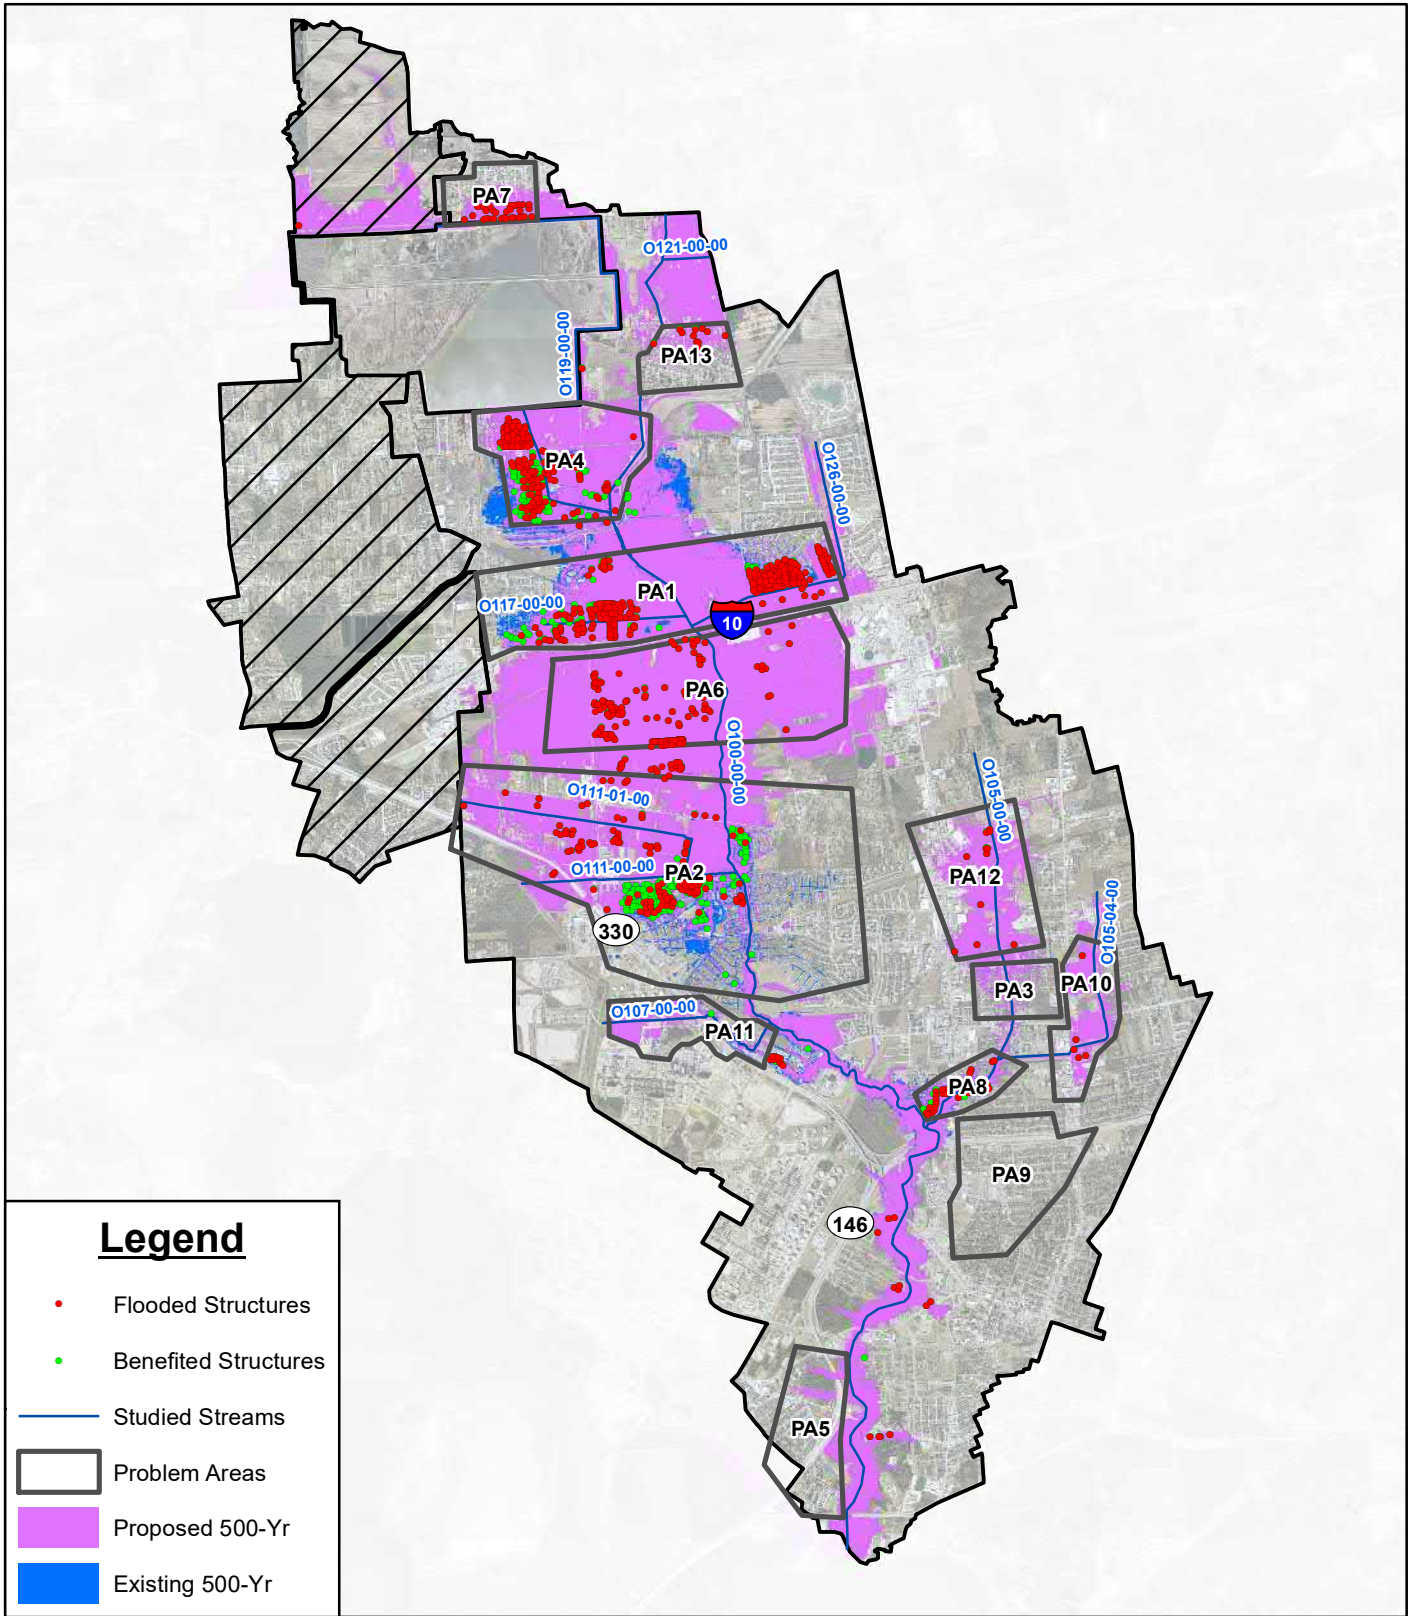 PA7
O121-00-00
O119-00-00
PA13
PA4
O126-00-00
PA1
O117-00-00
10
PA6
O100-00-00
O111-01-00
O105-00-00
O111-00-00
PA2
PA12
O105-04-00
330
PA3
PA10
O107-00-00
PA11
PA8
PA9
146
PA5
Legend
Flooded Structures
Benefited Structures
Studied Streams
Problem Areas
Proposed 500-Yr
Existing 500-Yr